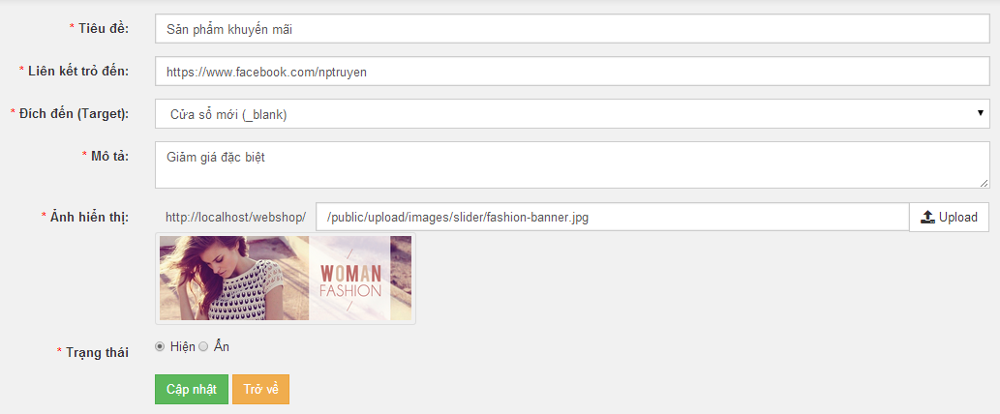 * Tiêu đề: Sản phẩm khuyến mãi
* Liên kết trỏ đến: https://www.facebook.com/nptruyen
* Đích đến (Target): Cửa sổ mới (_blank)
* Mô tả: Giảm giá đặc biệt
* Ảnh hiển thị: http://localhost/webshop/ /public/upload/images/slider/fashion-banner.jpg Upload
WOMAN
FASHION
* Trạng thái Hiện Ẩn
Cập nhật Trở về